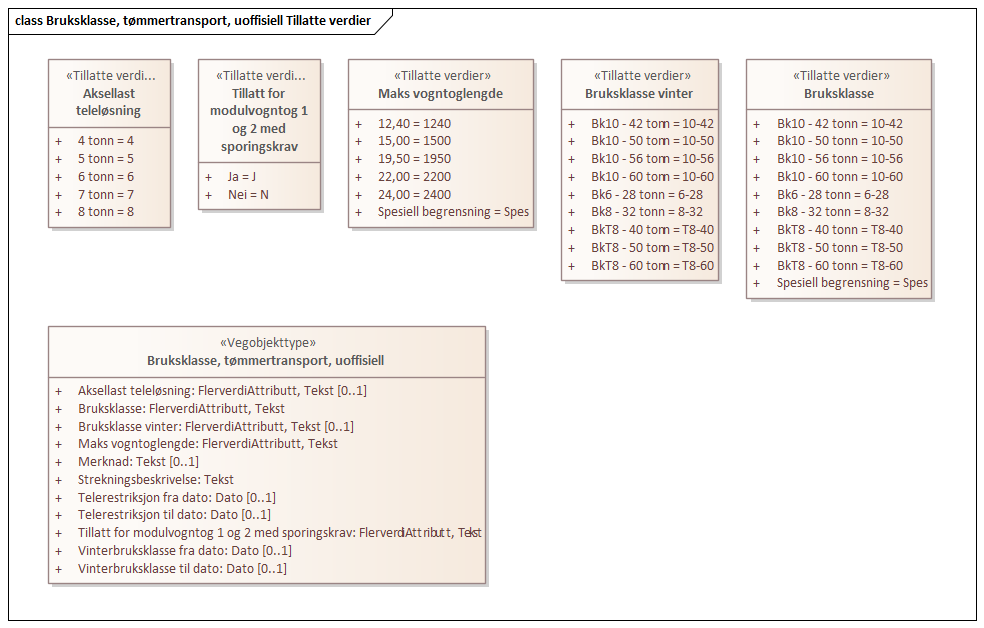 class Bruksklasse, tømmertransport, uoffisiell Tillatte verdier
«Tillatte verdi...
Aksellast
teleløsning
+ 4 tonn = 4
+ 5 tonn = 5
+ 6 tonn = 6
+ 7 tonn = 7
+ 8 tonn = 8
«Tillatte verdi...
Tillatt for
modulvogntog 1
og 2 med
sporingskrav
+ Ja = J
+ Nei = N
«Tillatte verdier»
Maks vogntoglengde
+ 12,40 = 1240
+ 15,00 = 1500
+ 19,50 = 1950
+ 22,00 = 2200
+ 24,00 = 2400
+ Spesiell begrensning = Spes
«Tillatte verdier»
Bruksklasse vinter
+ Bk10 - 42 tonn = 10-42
+ Bk10 - 50 tonn = 10-50
+ Bk10 - 56 tonn = 10-56
+ Bk10 - 60 tonn = 10-60
+ Bk6 - 28 tonn = 6-28
+ Bk8 - 32 tonn = 8-32
+ BkT8 - 40 tonn = T8-40
+ BkT8 - 50 tonn = T8-50
+ BkT8 - 60 tonn = T8-60
«Tillatte verdier»
Bruksklasse
+ Bk10 - 42 tonn = 10-42
+ Bk10 - 50 tonn = 10-50
+ Bk10 - 56 tonn = 10-56
+ Bk10 - 60 tonn = 10-60
+ Bk6 - 28 tonn = 6-28
+ Bk8 - 32 tonn = 8-32
+ BkT8 - 40 tonn = T8-40
+ BkT8 - 50 tonn = T8-50
+ BkT8 - 60 tonn = T8-60
+ Spesiell begrensning = Spes
«Vegobjekttype»
Bruksklasse, tømmertransport, uoffisiell
+ Aksellast teleløsning: FlerverdiAttributt, Tekst [0..1]
+ Bruksklasse: FlerverdiAttributt, Tekst
+ Bruksklasse vinter: FlerverdiAttributt, Tekst [0..1]
+ Maks vogntoglengde: FlerverdiAttributt, Tekst
+ Merknad: Tekst [0..1]
+ Strekningsbeskrivelse: Tekst
+ Telerestriksjon fra dato: Dato [0..1]
+ Telerestriksjon til dato: Dato [0..1]
+ Tillatt for modulvogntog 1 og 2 med sporingskrav: FlerverdiAttributt, Tekst
+ Vinterbruksklasse fra dato: Dato [0..1]
+ Vinterbruksklasse til dato: Dato [0..1]